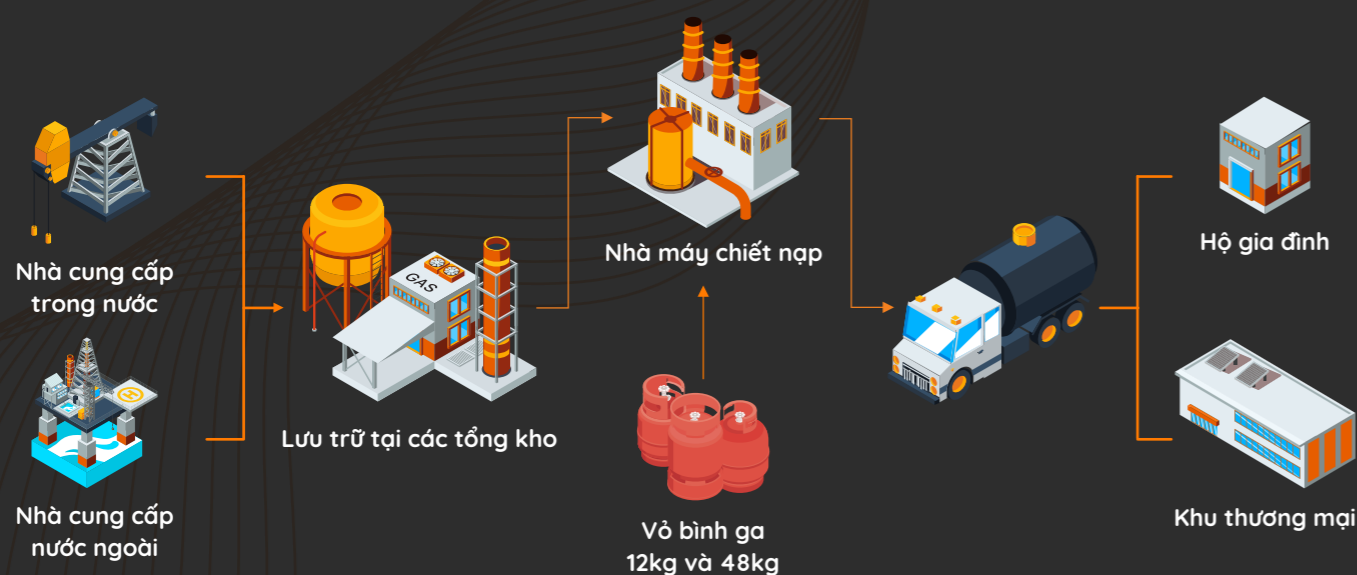 Nhà cung cấp
trong nước
Nhà cung cấp
nước ngoài
GAS
Lưu trữ tại các tổng kho
Nhà máy chiết nạp
Vỏ bình ga
12kg và 48kg
Hộ gia đình
Khu thương mại